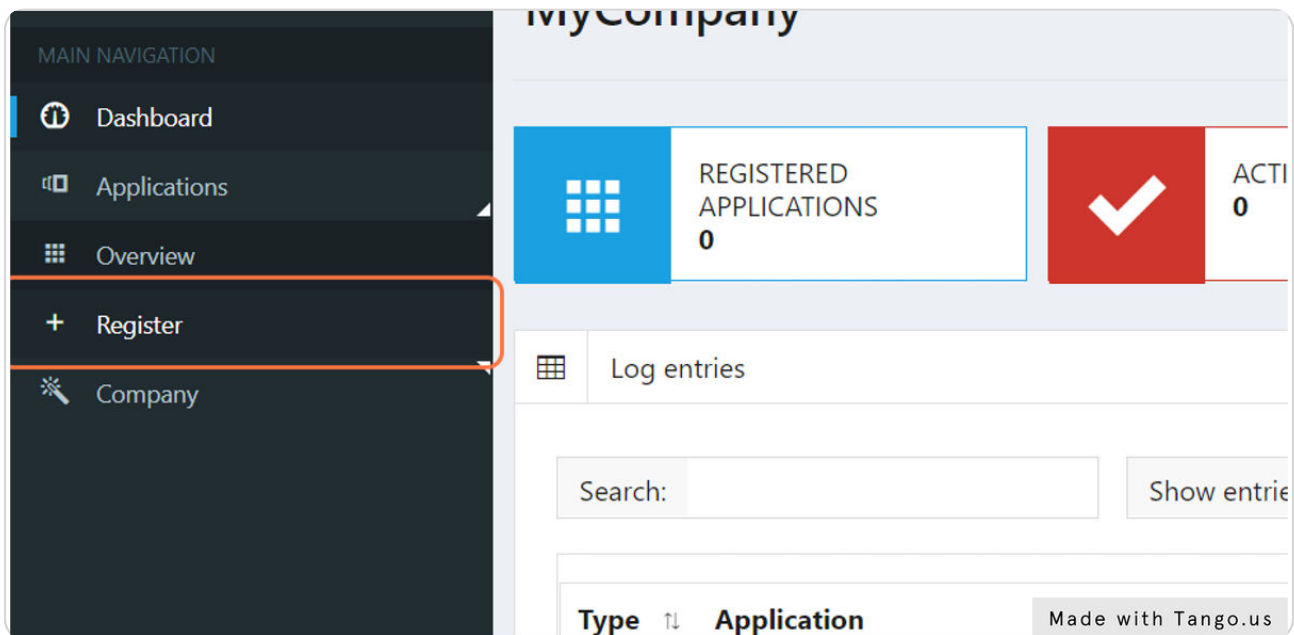 MyCompany
MAIN NAVIGATION
Dashboard
Applications
Overview
Register
Company
REGISTERED
APPLICATIONS
0
ACTI
0
Log entries
Search:
Show entrie
Type
Application
Made with Tango.us